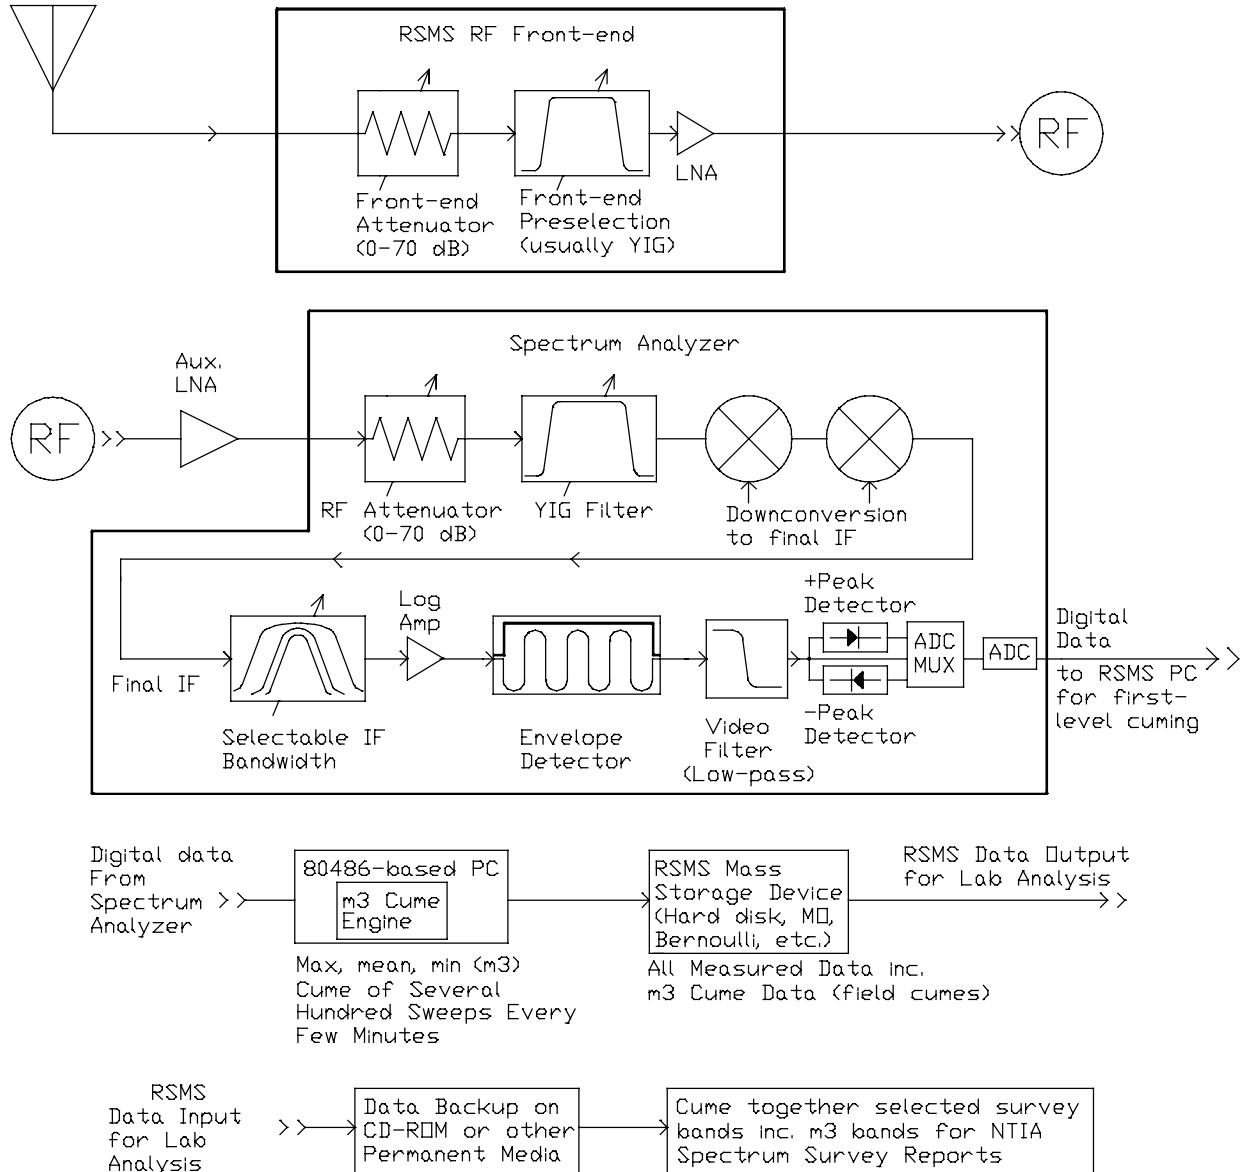 RSMS RF Front-end
RF
LNA
Front-end
Attenuator
(0-70 dB)
Front-end
Preselection
(usually YIG)
Spectrum Analyzer
Aux.
LNA
RF
RF Attenuator
(0-70 dB)
YIG Filter
Downconversion
to final IF
Final IF
Selectable IF
Bandwidth
Log
Amp
Envelope
Detector
Video
Filter
(Low-pass)
+Peak
Detector
-Peak
Detector
ADC
MUX
ADC
Digital
Data
to RSMS PC
for first-
level cuming
Digital data
From
Spectrum
Analyzer
80486-based PC
m3 Cume
Engine
Max, mean, min (m3)
Cume of Several
Hundred Sweeps Every
Few Minutes
RSMS Mass
Storage Device
(Hard disk, MO,
Bernoulli, etc.)
All Measured Data inc.
m3 Cume Data (field cumes)
RSMS Data Output
for Lab Analysis
RSMS
Data Input
for Lab
Analysis
Data Backup on
CD-ROM or other
Permanent Media
Cume together selected survey
bands inc. m3 bands for NTIA
Spectrum Survey Reports